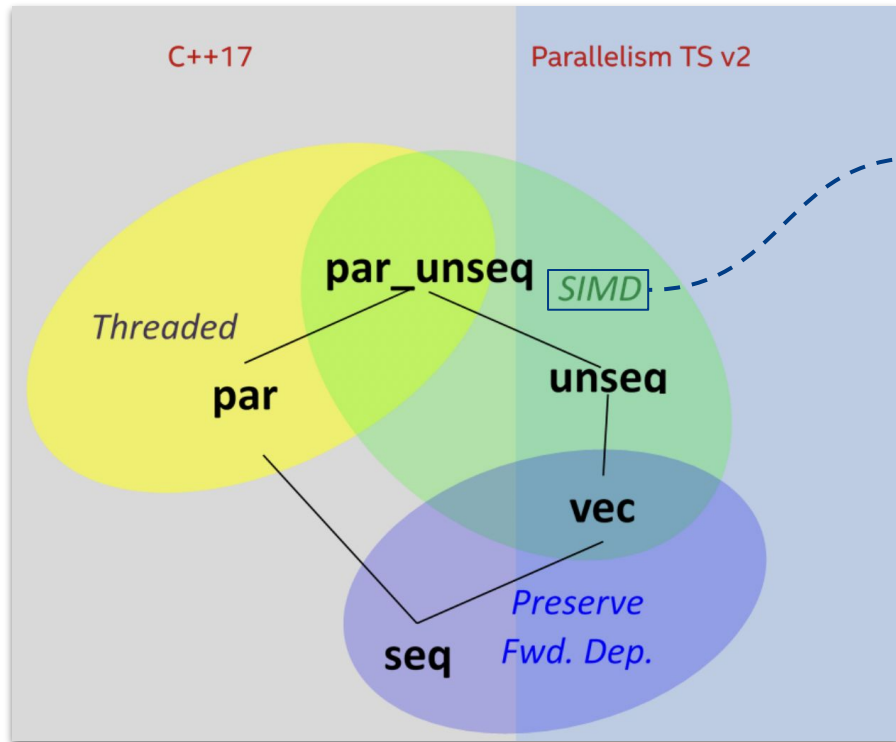 C++17
Parallelism TS v2
par_unseq
SIMD
Threaded
unseq
par
vec
Preserve
Fwd. Dep.
seq